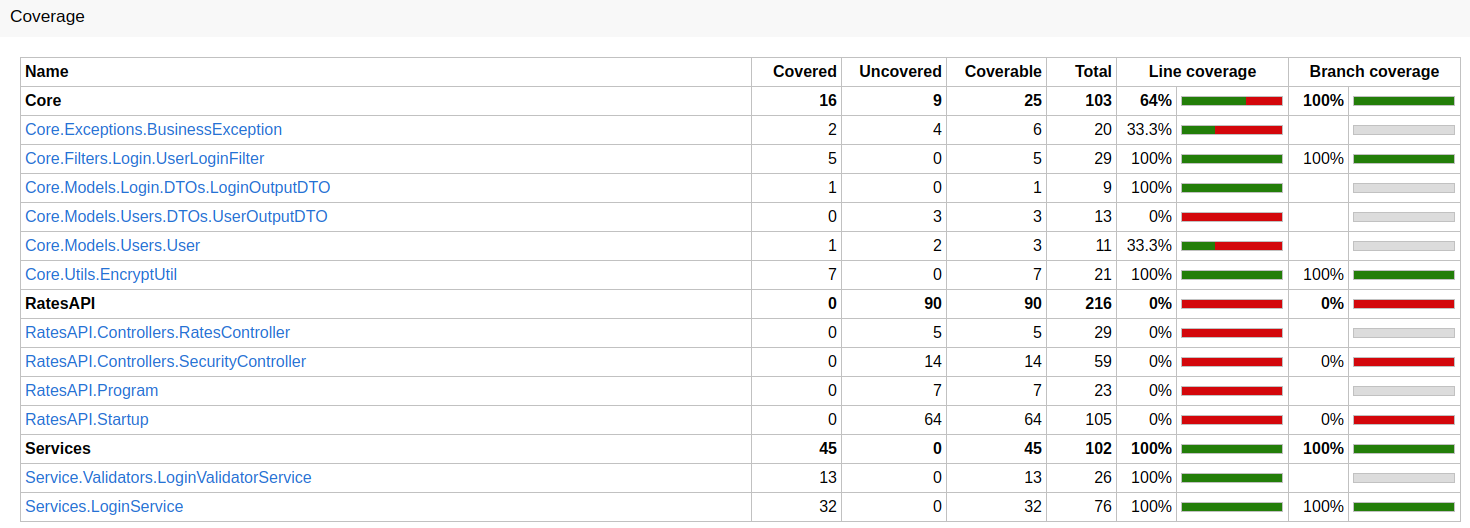 Coverage
Name Covered Uncovered Coverable Total Line coverage Branch coverage
Core 16 9 25 103 64% 100%
Core.Exceptions.BusinessException 2 4 6 20 33.3%
Core.Filters.Login.UserLoginFilter 5 0 5 29 100% 100%
Core.Models.Login.DTOs.LoginOutputDTO 1 0 1 9 100%
Core.Models.Users.DTOs.UserOutputDTO 0 3 3 13 0%
Core.Models.Users.User 1 2 3 11 33.3%
Core.Utils.EncryptUtil 7 0 7 21 100% 100%
RatesAPI 0 90 90 216 0% 0%
RatesAPI.Controllers.RatesController 0 5 5 29 0%
RatesAPI.Controllers.SecurityController 0 14 14 59 0% 0%
RatesAPI.Program 0 7 7 23 0%
RatesAPI.Startup 0 64 64 105 0% 0%
Services 45 0 45 102 100% 100%
Service.Validators.LoginValidatorService 13 0 13 26 100%
Services.LoginService 32 0 32 76 100% 100%